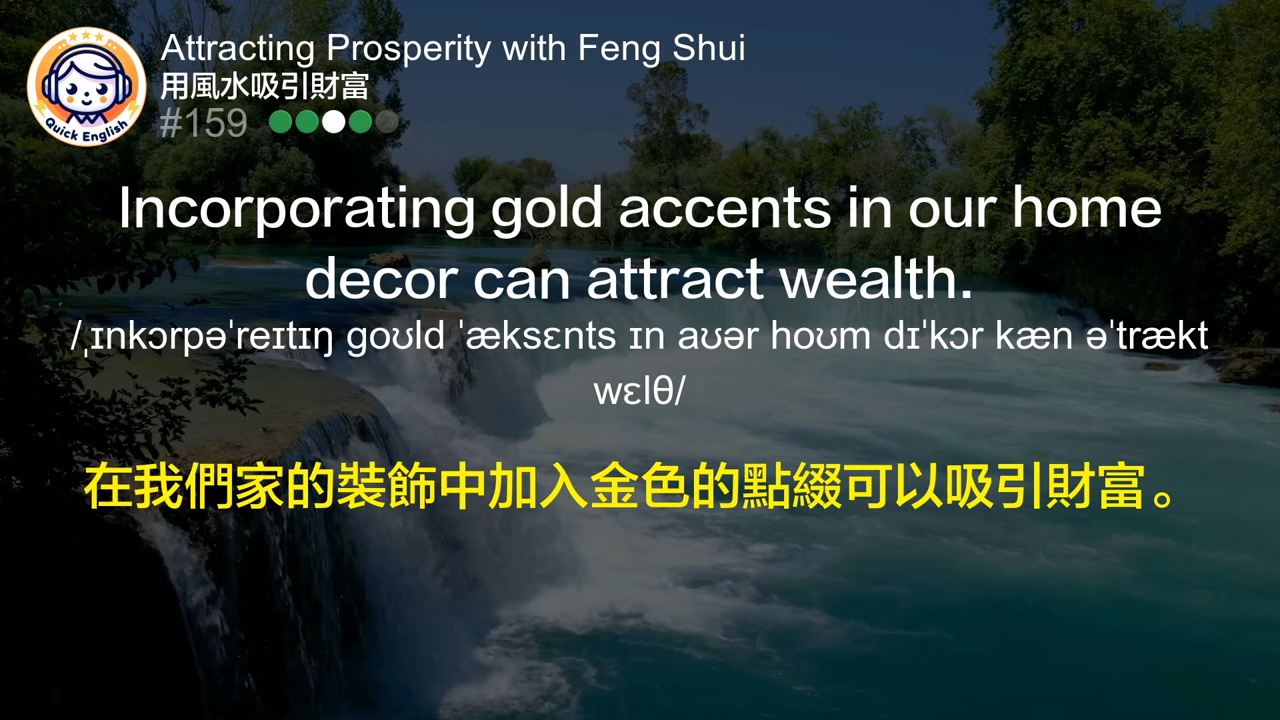 Attracting Prosperity with Feng Shui
用風水吸引財富
#159
Quick English
Incorporating gold accents in our home
decor can attract wealth.
/ˌɪnkɔrpəˈreɪtɪŋ goʊld ˈæksɛnts ɪn aʊər hoʊm dɪˈkɔr kæn əˈtrækt
wɛlθ/
在我們家的裝飾中加入金色的點綴可以吸引財富。